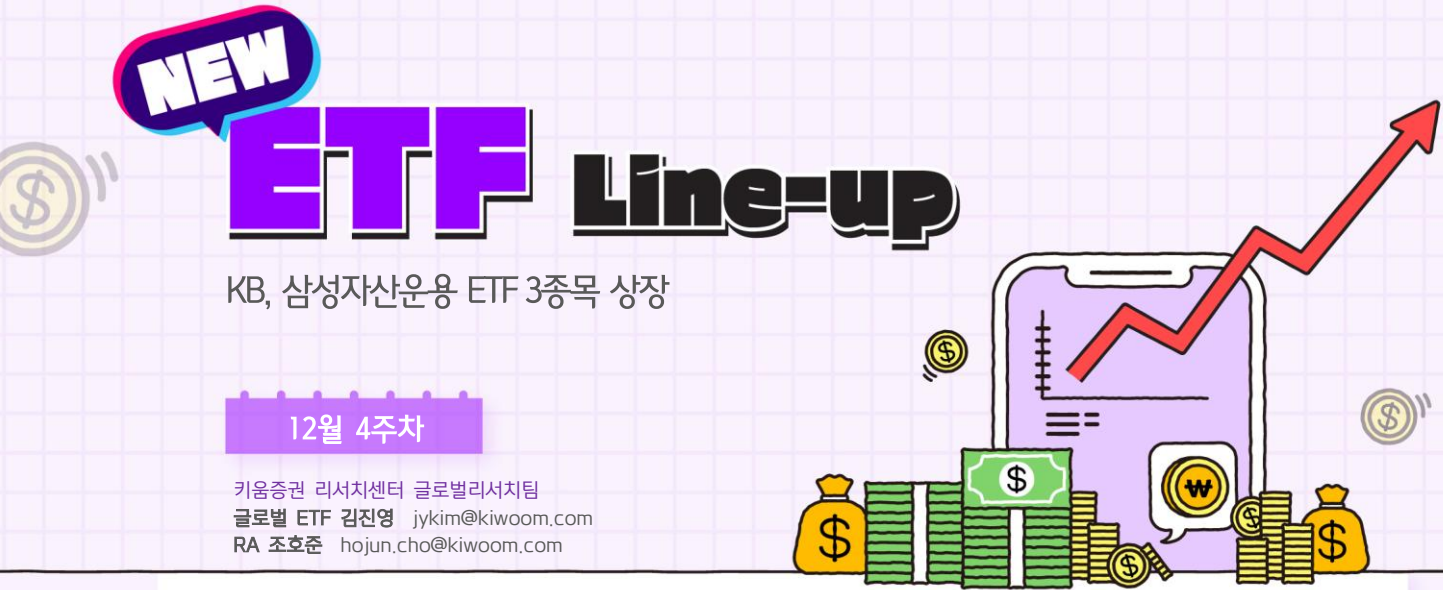 NEW
ETF Line-up
KB, 삼성자산운용 ETF 3종목 상장
12월 4주차
키움증권 리서치센터 글로벌리서치팀
글로벌 ETF 김진영 jykim@kiwoom.com
RA 조호준 hojun.cho@kiwoom.com